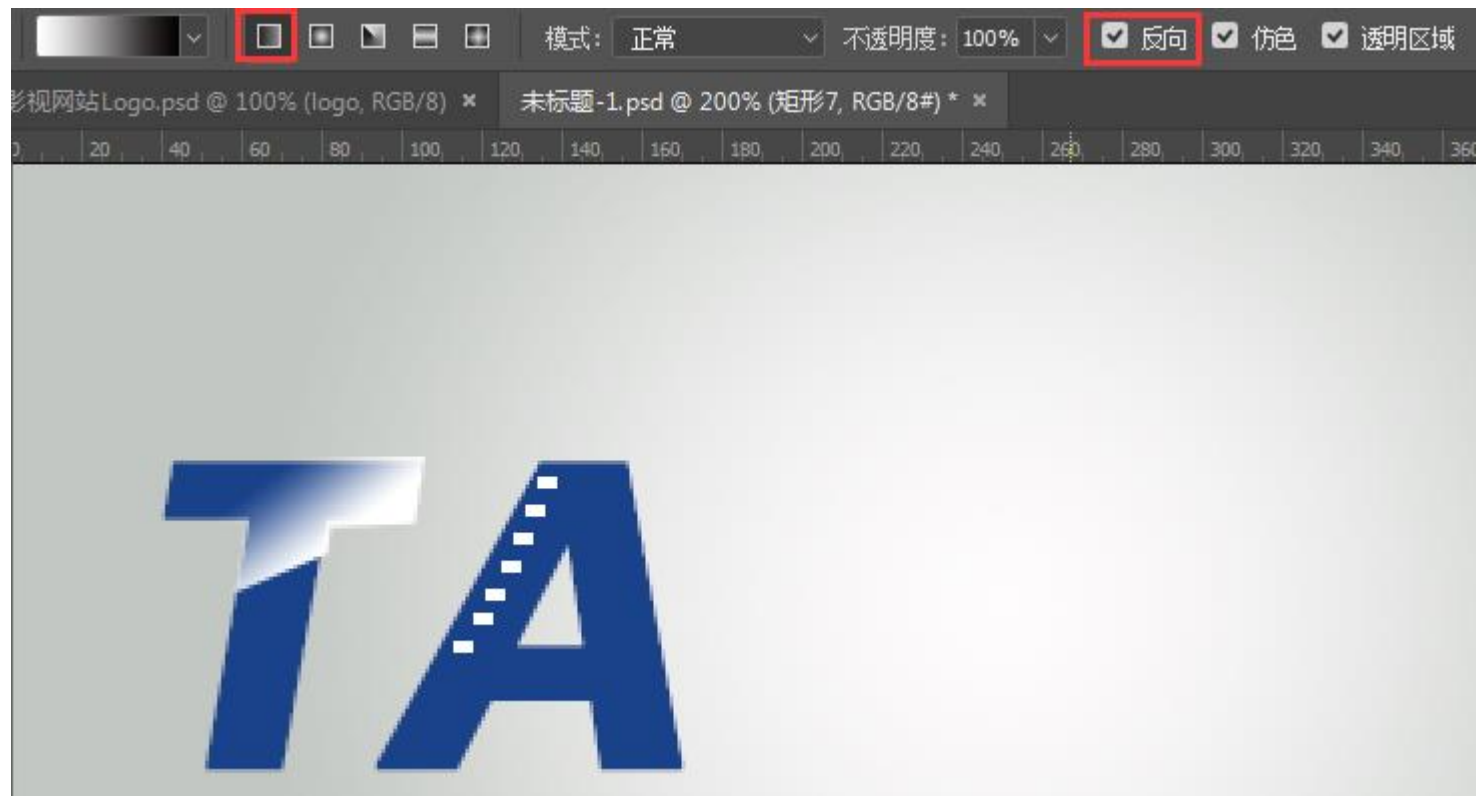 模式: 正常 不透明度: 100% 反向 仿色 透明区域
影视网站Logo.psd @ 100% (logo, RGB/8) × 未标题-1.psd @ 200% (矩形7, RGB/8#) * ×
0 20 40 60 80 100 120 140 160 180 200 220 240 260 280 300 320 340 360
TA